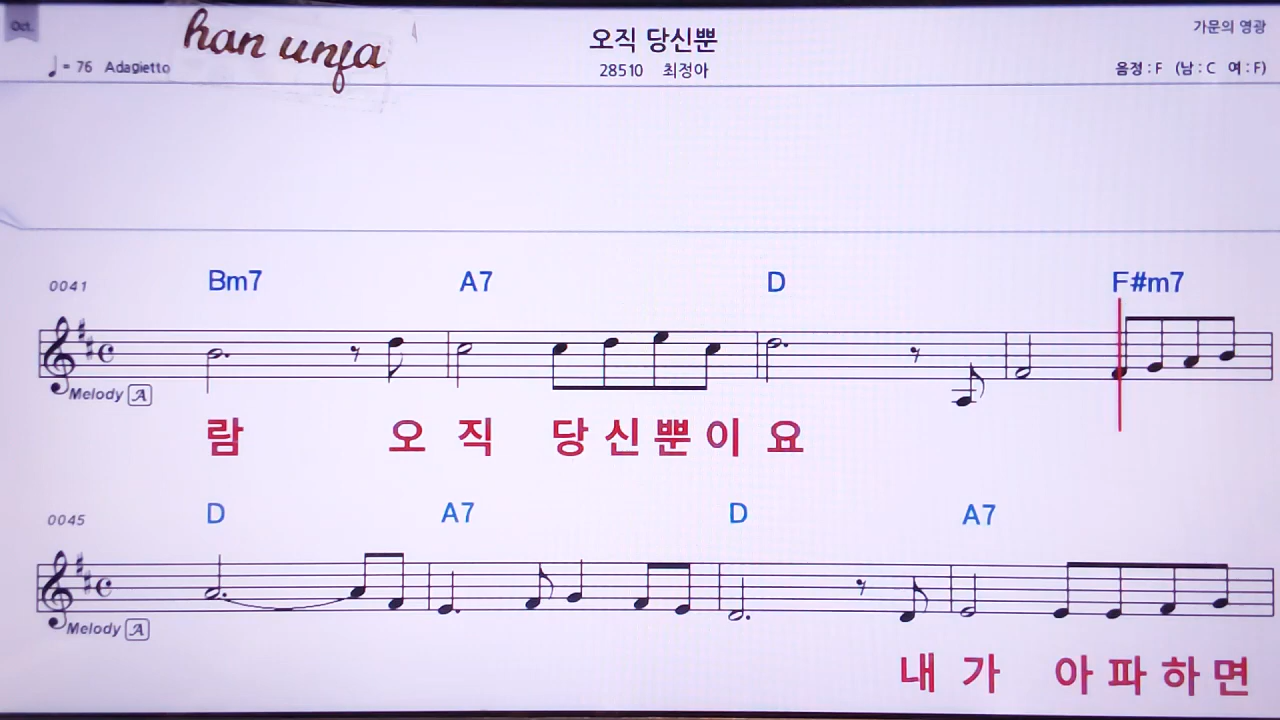 Oct.
han unja
오직 당신뿐
가문의 영광
= 76 Adagietto
28510 최정아
음정 : F (남 : C 여 : F)
0041 Bm7 A7 D F#m7
Melody A
람 오 직 당 신 뿐 이 요
0045 D A7 D A7
Melody A
내 가 아 파 하 면